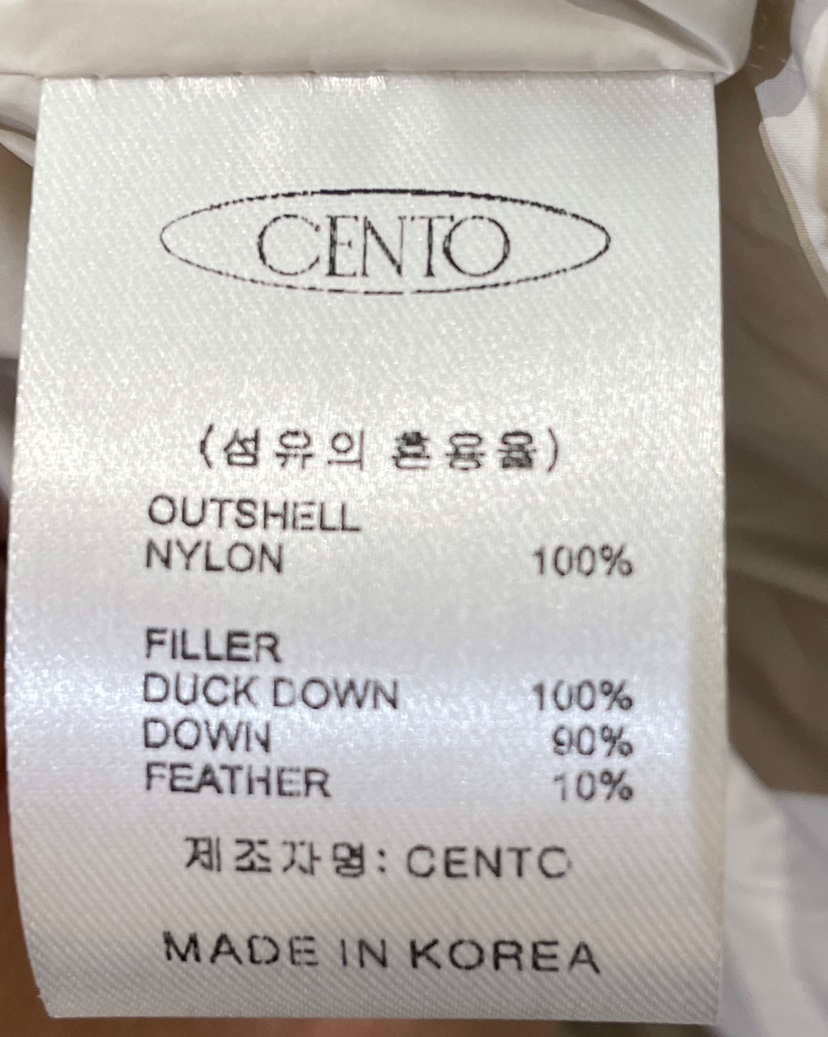 CENTO
(섬유의 혼용율)
OUTSHELL
NYLON 100%
FILLER
DUCK DOWN 100%
DOWN 90%
FEATHER 10%
제조자명: CENTO
MADE IN KOREA